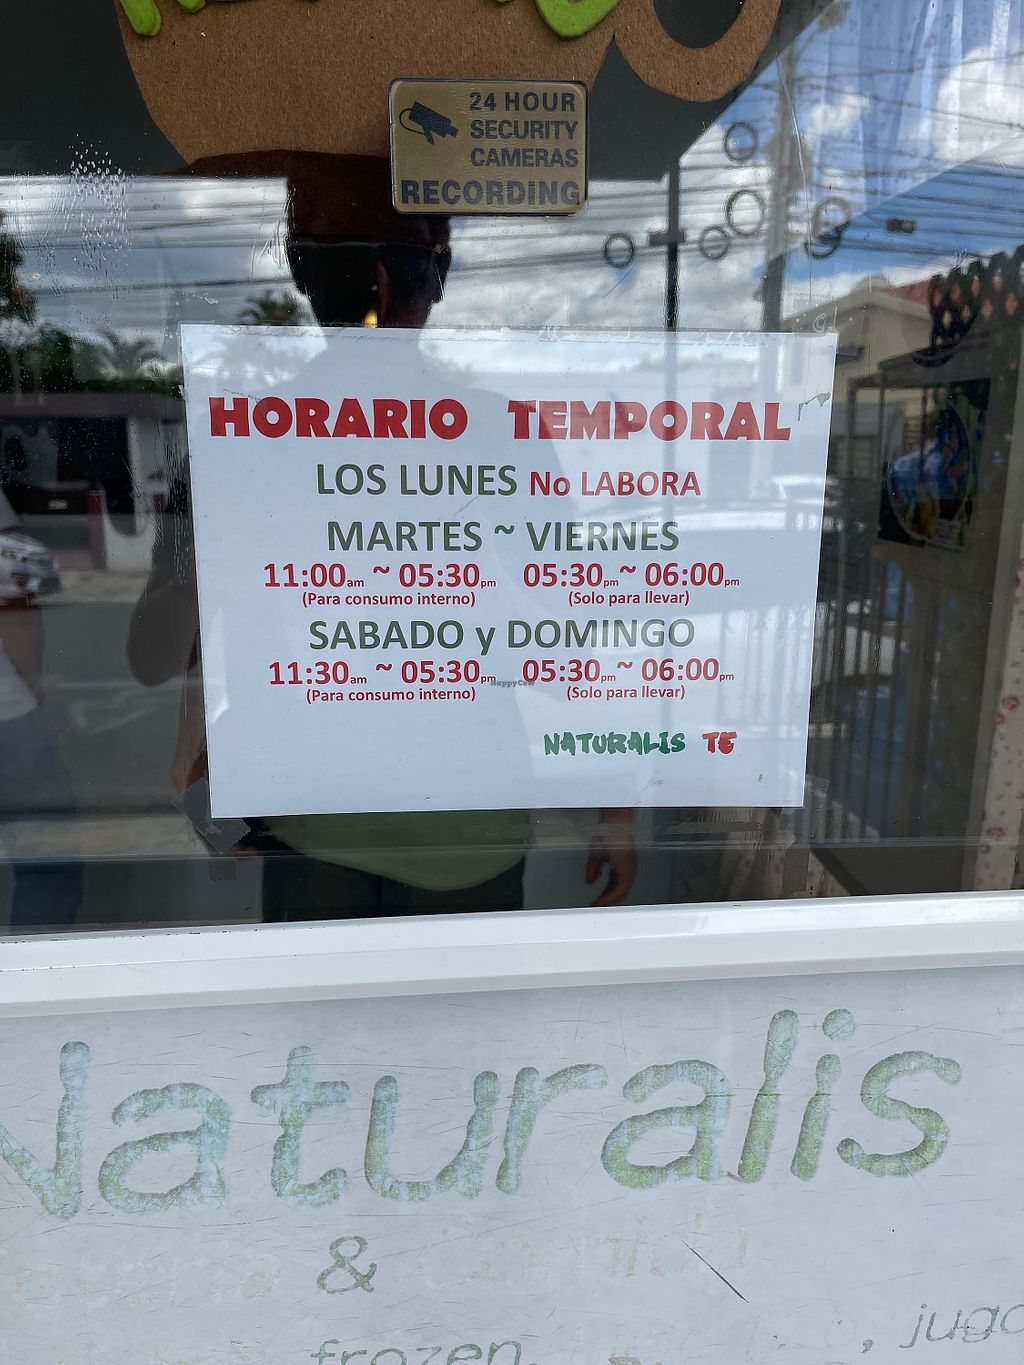 24 HOUR
SECURITY
CAMERAS
RECORDING
HORARIO TEMPORAL
LOS LUNES No LABORA
MARTES ~ VIERNES
11:00am ~ 05:30pm 05:30pm ~ 06:00pm
(Para consumo interno) (Solo para llevar)
SABADO y DOMINGO
11:30am ~ 05:30pm 05:30pm ~ 06:00pm
HappyCow
(Para consumo interno) (Solo para llevar)
NATURALIS TE
Naturalis
&
frozen, jugo